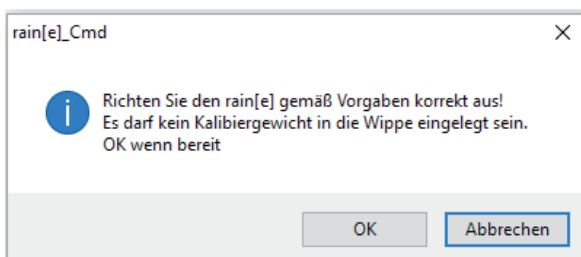 rain[e]_Cmd
Richten Sie den rain[e] gemäß Vorgaben korrekt aus!
Es darf kein Kalibiergewicht in die Wippe eingelegt sein.
OK wenn bereit
OK
Abbrechen